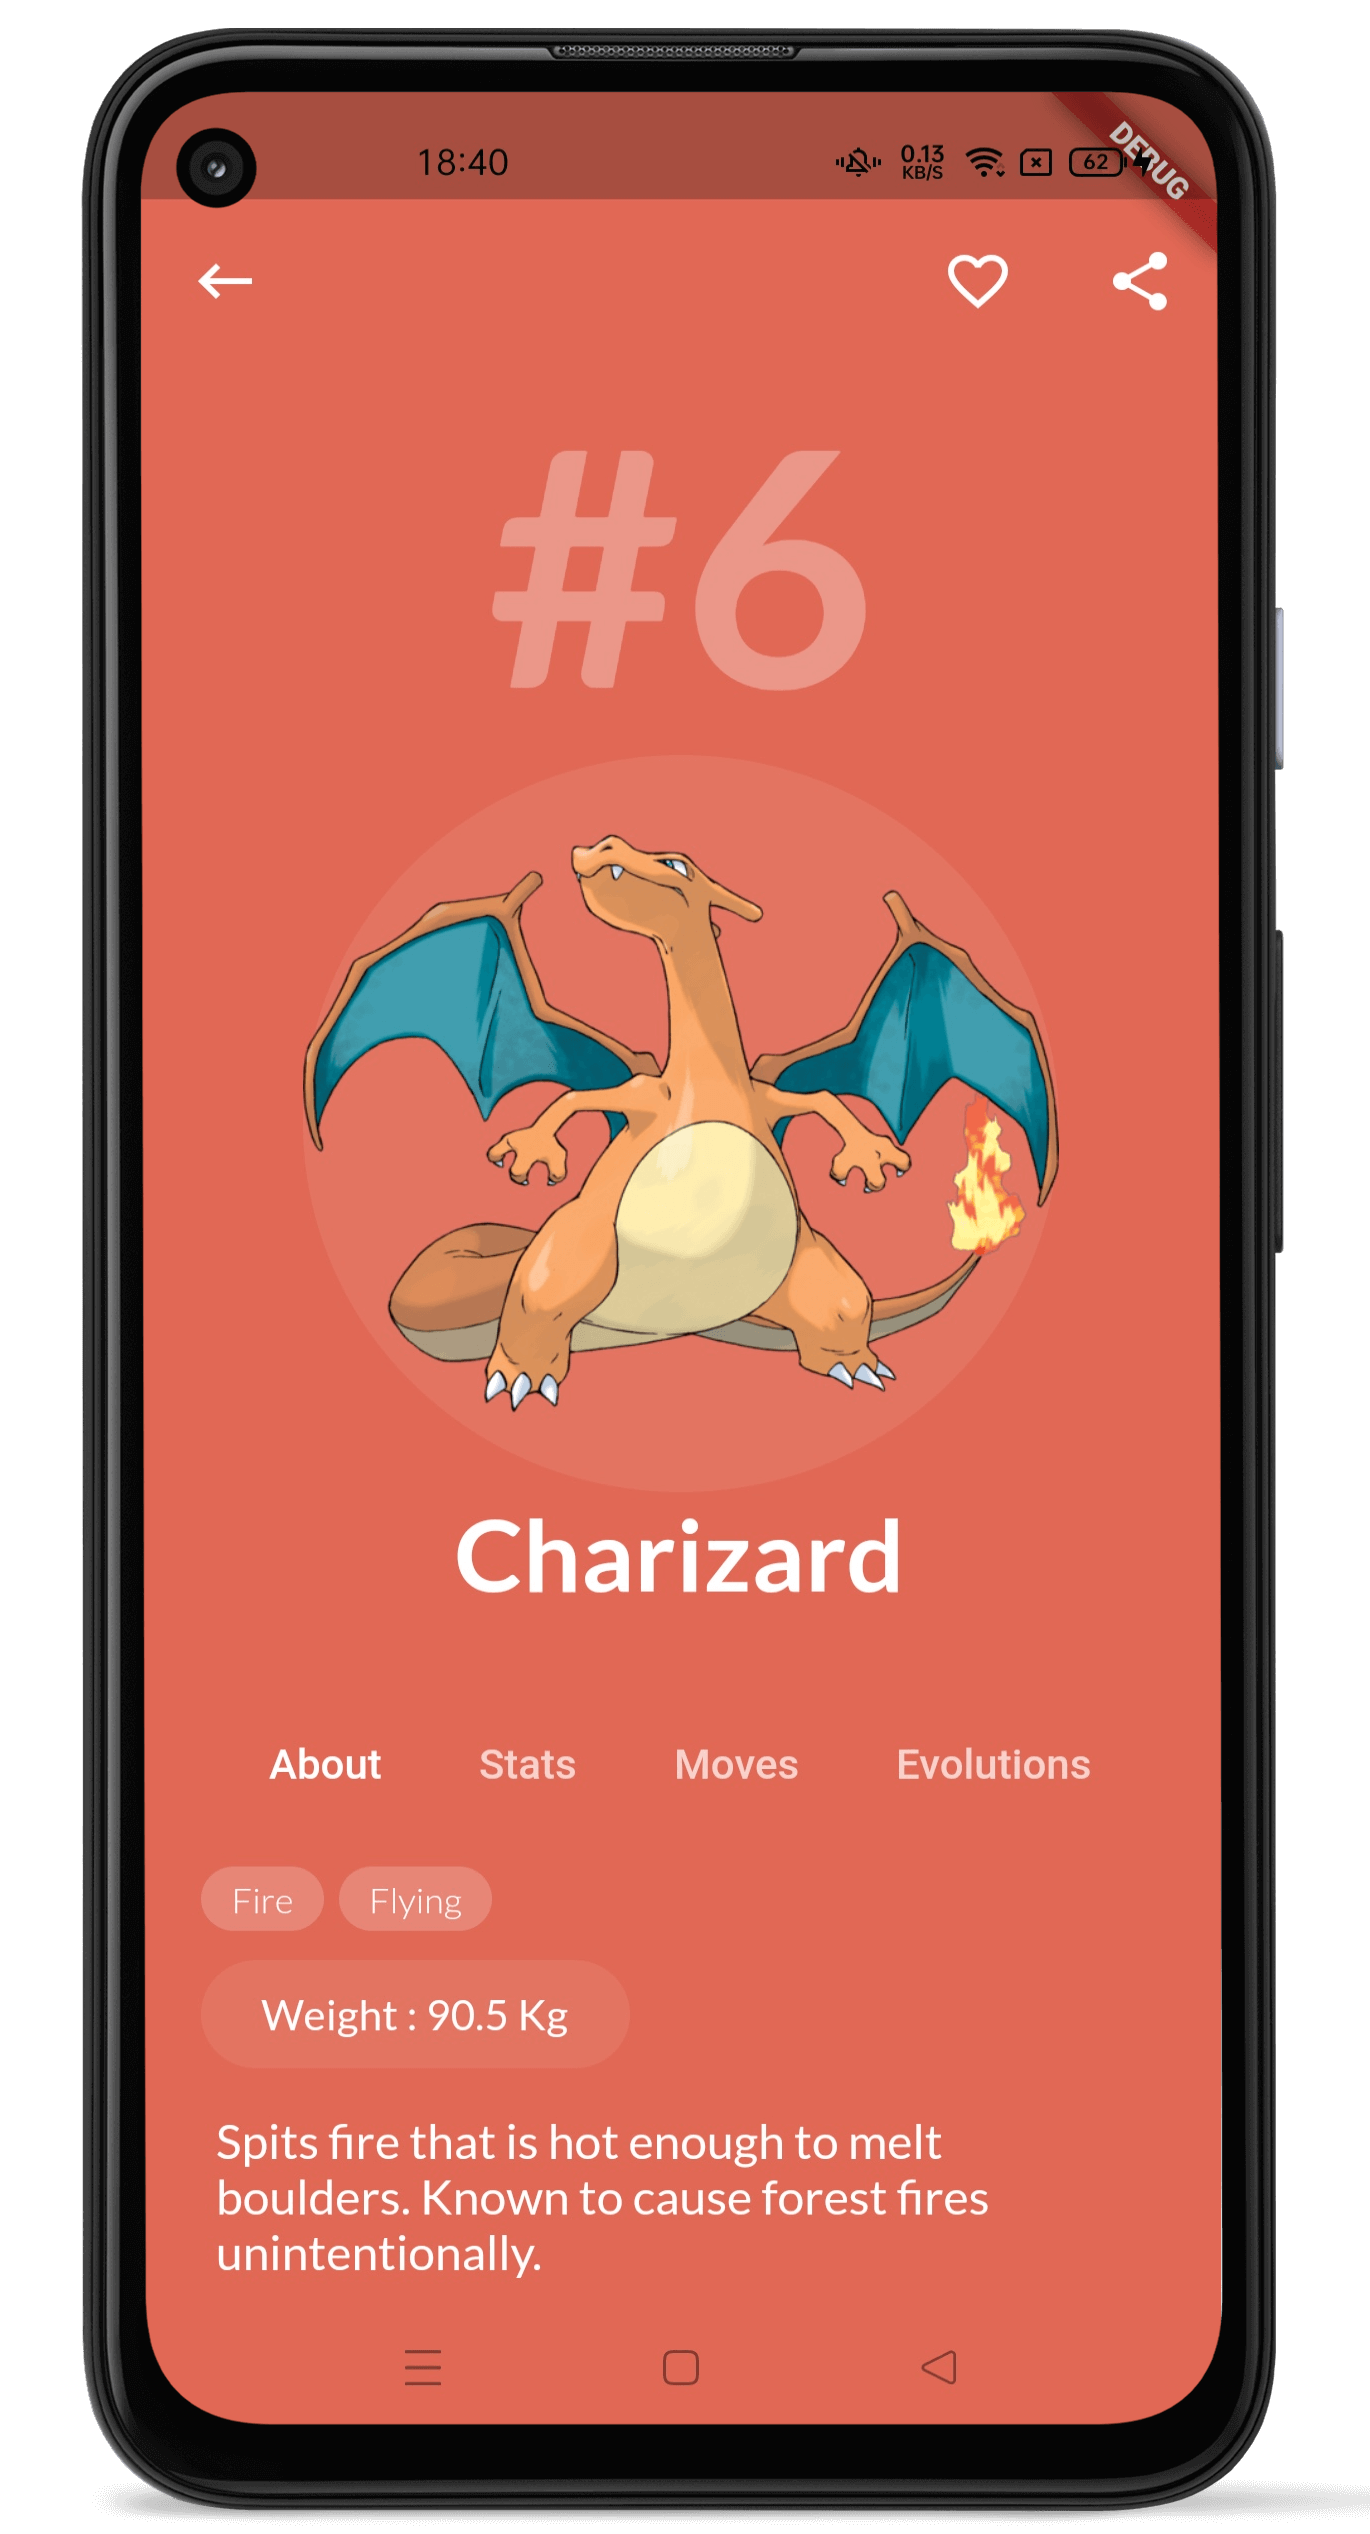 18:40
0.13
KB/S
62
DEBUG
#6
Charizard
About Stats Moves Evolutions
Fire Flying
Weight : 90.5 Kg
Spits fire that is hot enough to melt
boulders. Known to cause forest fires
unintentionally.